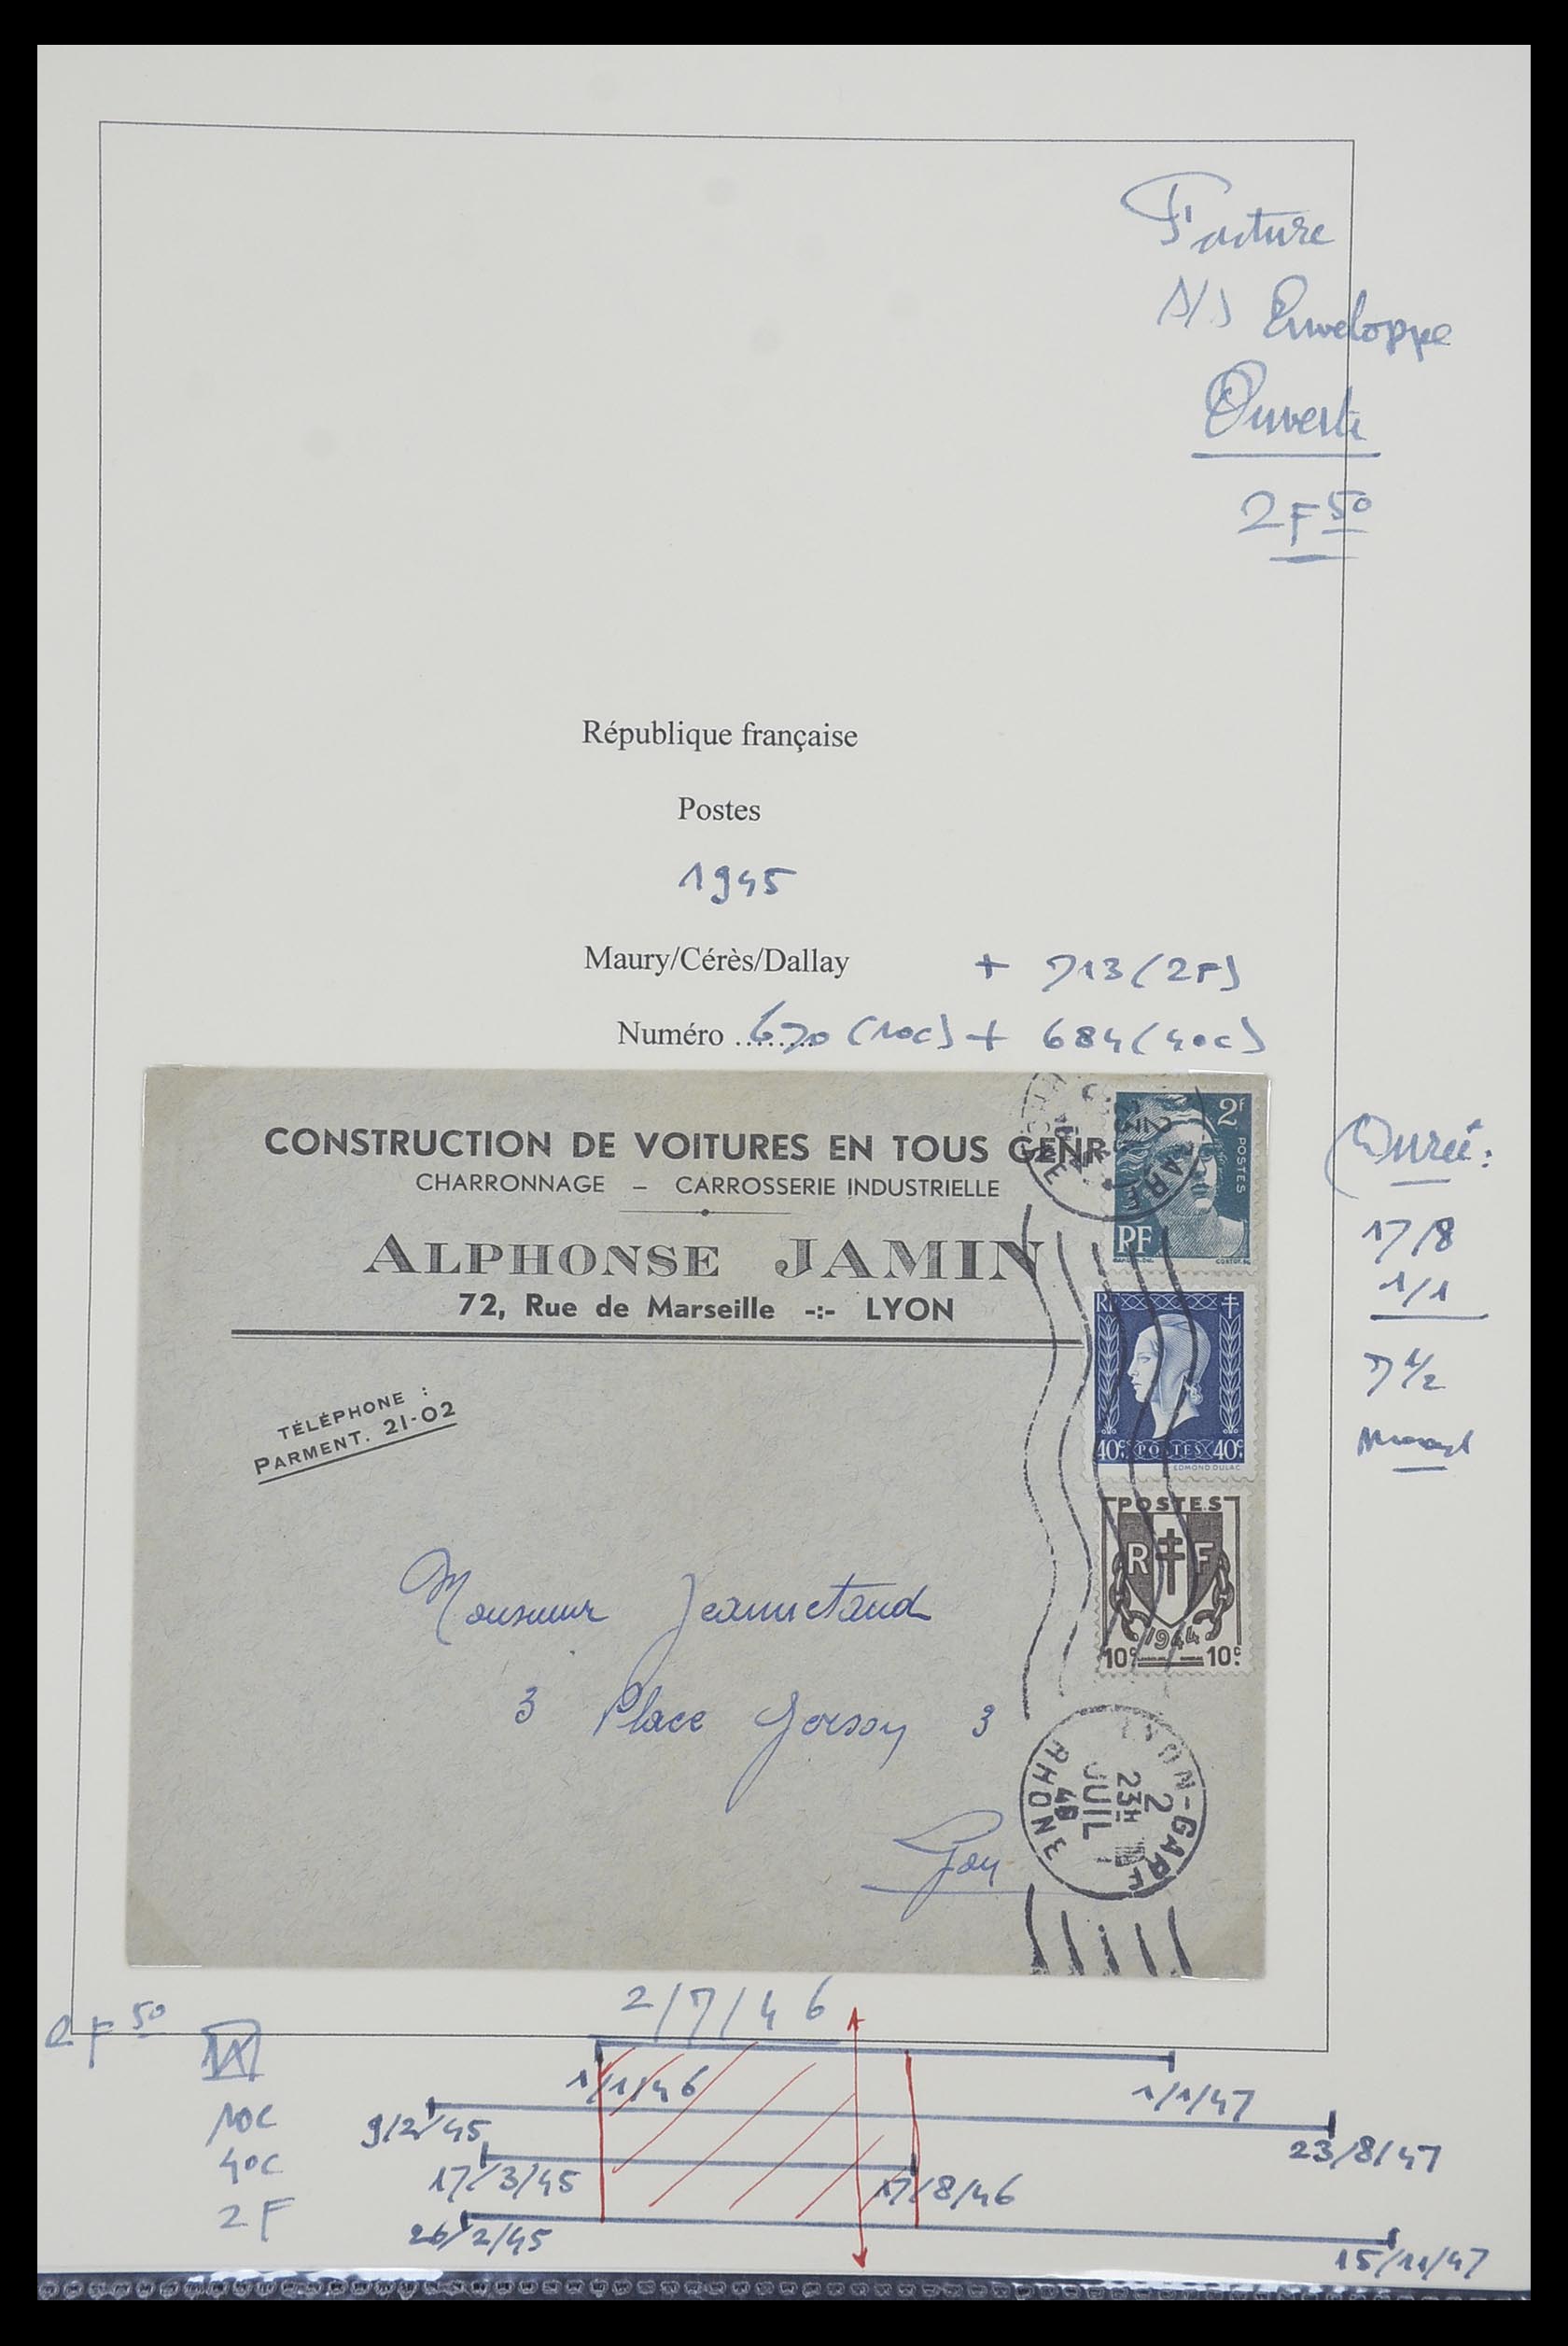 Facture
s/s Enveloppe
Ouverte
2F50
République française
Postes
1945
Maury/Cérès/Dallay + 713 (2F)
Numéro ........ 670 (10c) + 684 (40c)
CONSTRUCTION DE VOITURES EN TOUS GENR
CHARRONNAGE – CARROSSERIE INDUSTRIELLE
ALPHONSE JAMIN
72, Rue de Marseille -:- LYON
TÉLÉPHONE :
PARMENT. 21-02
2f
POSTES
RF
40c POSTES 40c
EDMOND DULAC
POSTES
R F
1944
10c 10c
Durée :
17/8
1/1
7 1/2
Monsieur Jeannetaud
3 Place Gerson 3
Lyon
LYON-GARE
23H
2
JUIL
46
RHONE
2/7/46
2F50
1/1/46 1/1/47
10c 9/2/45 23/8/47
40c 17/3/45 17/8/46
2F 26/2/45 15/11/47